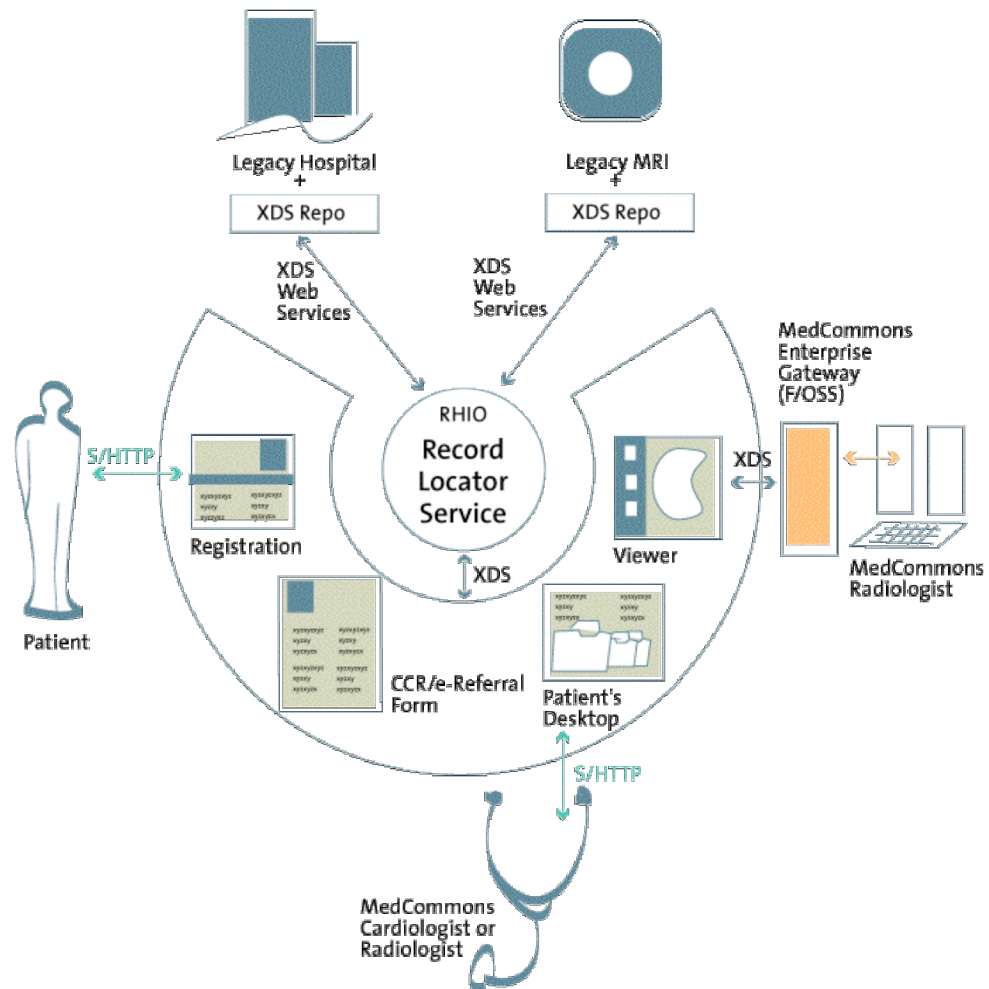 Legacy Hospital
+
XDS Repo
Legacy MRI
+
XDS Repo
XDS
Web
Services
XDS
Web
Services
MedCommons
Enterprise
Gateway
(F/OSS)
RHIO
Record
Locator
Service
S/HTTP
XDS
Registration
Viewer
XDS
MedCommons
Radiologist
Patient
CCR/e-Referral
Form
Patient's
Desktop
S/HTTP
MedCommons
Cardiologist or
Radiologist